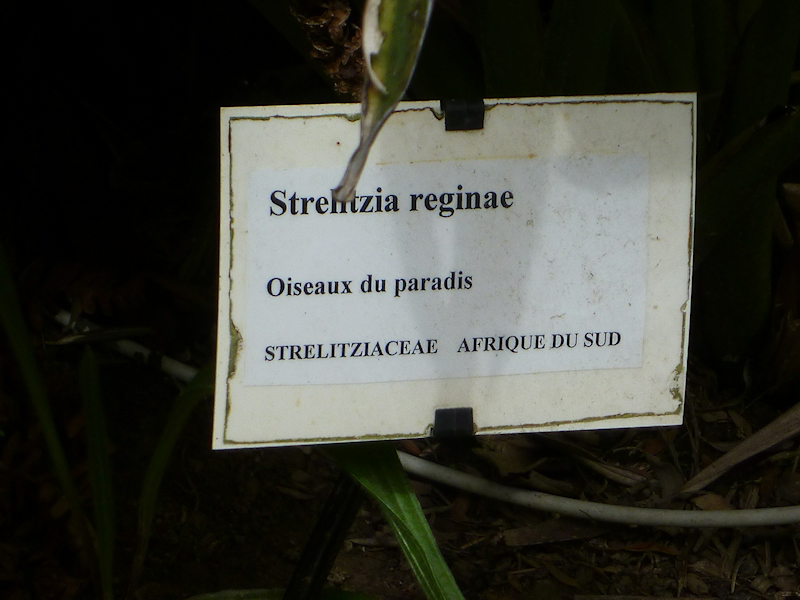 Strelitzia reginae
Oiseaux du paradis
STRELITZIACEAE AFRIQUE DU SUD